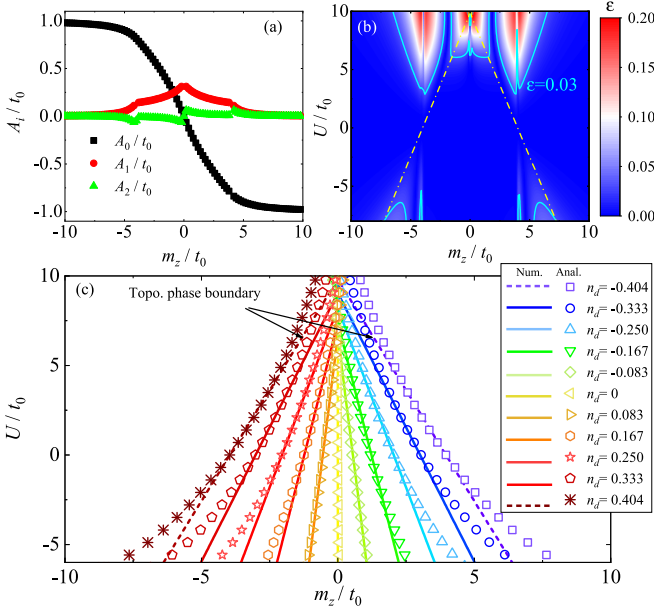 (a)
A_i / t_0
1.0
0.5
0.0
-0.5
-1.0
A_0 / t_0
A_1 / t_0
A_2 / t_0
-10 -5 0 5 10
m_z / t_0
(b)
U / t_0
10
5
0
-5
ε=0.03
-10 -5 0 5 10
m_z / t_0
ε
0.20
0.15
0.10
0.05
0.00
(c)
Topo. phase boundary
U / t_0
10
5
0
-5
-10 -5 0 5 10
m_z / t_0
Num. Anal.
n_d= -0.404
n_d= -0.333
n_d= -0.250
n_d= -0.167
n_d= -0.083
n_d= 0
n_d= 0.083
n_d= 0.167
n_d= 0.250
n_d= 0.333
n_d= 0.404